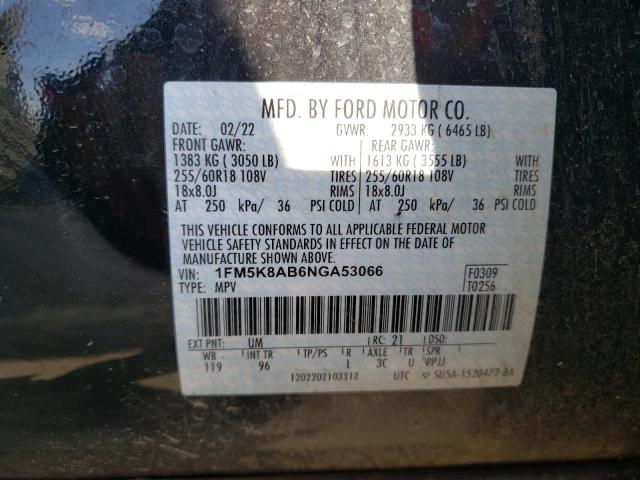 MFD. BY FORD MOTOR CO.
DATE: 02/22 GVWR: 2933 KG ( 6465 LB)
FRONT GAWR: REAR GAWR:
1383 KG ( 3050 LB) WITH 1613 KG ( 3555 LB) WITH
255/60R18 108V TIRES 255/60R18 108V TIRES
18x8.0J RIMS 18x8.0J RIMS
AT 250 kPa/ 36 PSI COLD AT 250 kPa/ 36 PSI COLD
THIS VEHICLE CONFORMS TO ALL APPLICABLE FEDERAL MOTOR
VEHICLE SAFETY STANDARDS IN EFFECT ON THE DATE OF
MANUFACTURE SHOWN ABOVE.
VIN: 1FM5K8AB6NGA53066 F0309
TYPE: MPV T0256
EXT PNT: UM RC: 21 DSO:
WB INT TR TP/PS R AXLE TR SPR
119 96 L 3C U PPJJ
1202202103312 UTC 5USA-1520472-BA